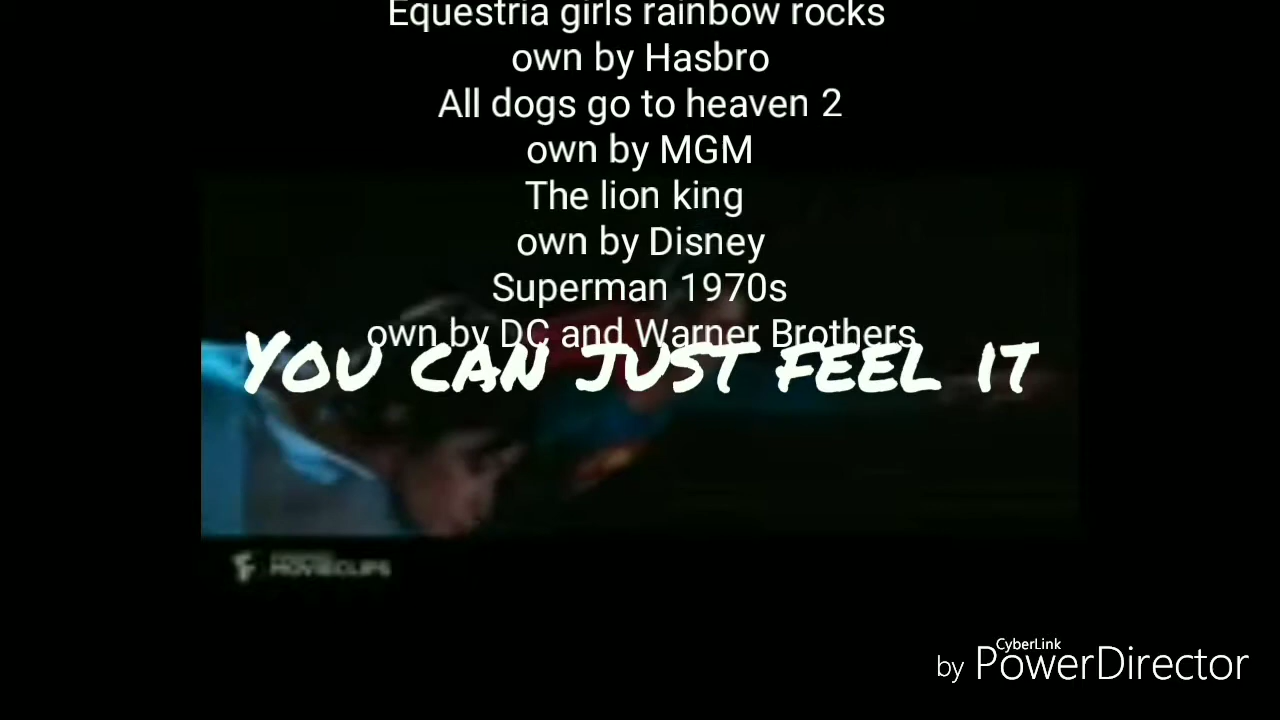 Equestria girls rainbow rocks
own by Hasbro
All dogs go to heaven 2
own by MGM
The lion king
own by Disney
Superman 1970s
own by DC and Warner Brothers
You can just feel it
MOVIECLIPS
CyberLink
by PowerDirector